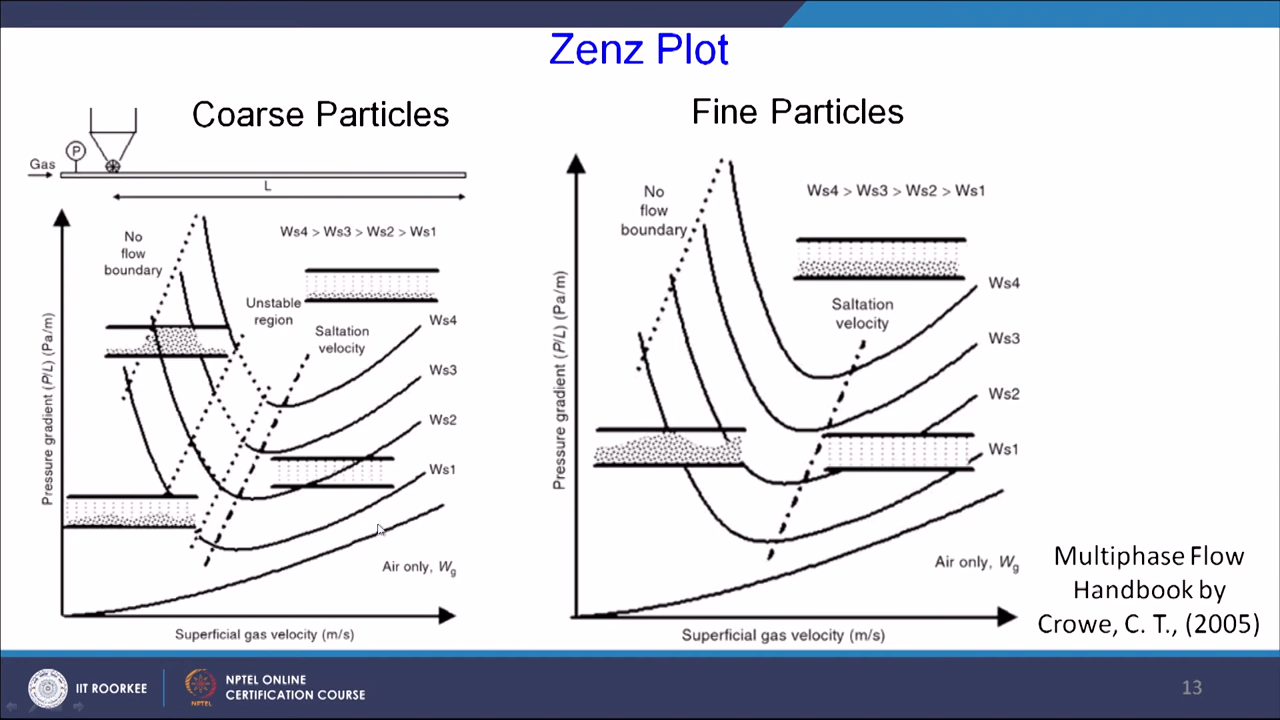 Zenz Plot
Coarse Particles
P
Gas
L
No
flow
boundary
Ws4 > Ws3 > Ws2 > Ws1
Unstable
region
Saltation
velocity
Ws4
Ws3
Ws2
Ws1
Air only, Wg
Pressure gradient (P/L) (Pa/m)
Superficial gas velocity (m/s)
Fine Particles
No
flow
boundary
Ws4 > Ws3 > Ws2 > Ws1
Saltation
velocity
Ws4
Ws3
Ws2
Ws1
Air only, Wg
Pressure gradient (P/L) (Pa/m)
Superficial gas velocity (m/s)
Multiphase Flow
Handbook by
Crowe, C. T., (2005)
IIT ROORKEE
NPTEL
NPTEL ONLINE
CERTIFICATION COURSE
13